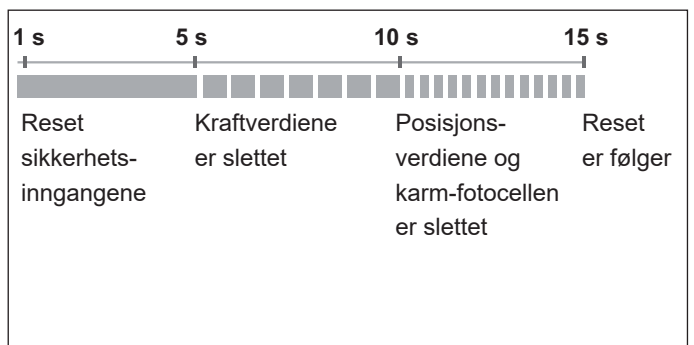 1 s 5 s 10 s 15 s
Reset
sikkerhets-
inngangene
Kraftverdiene
er slettet
Posisjons-
verdiene og
karm-fotocellen
er slettet
Reset
er følger